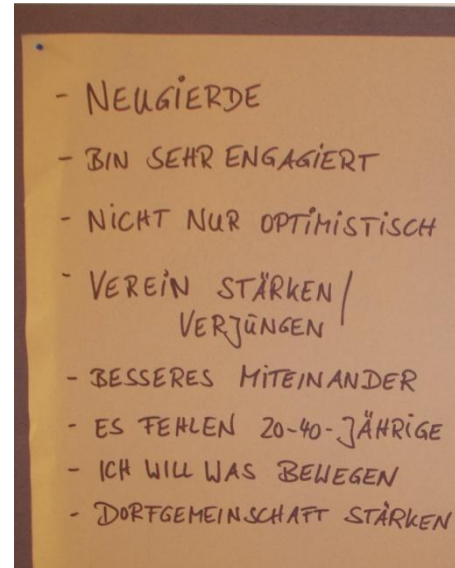 - NEUGIERDE
- BIN SEHR ENGAGIERT
- NICHT NUR OPTIMISTISCH
- VEREIN STÄRKEN /
VERJÜNGEN
- BESSERES MITEINANDER
- ES FEHLEN 20-40-JÄHRIGE
- ICH WILL WAS BEWEGEN
- DORFGEMEINSCHAFT STÄRKEN